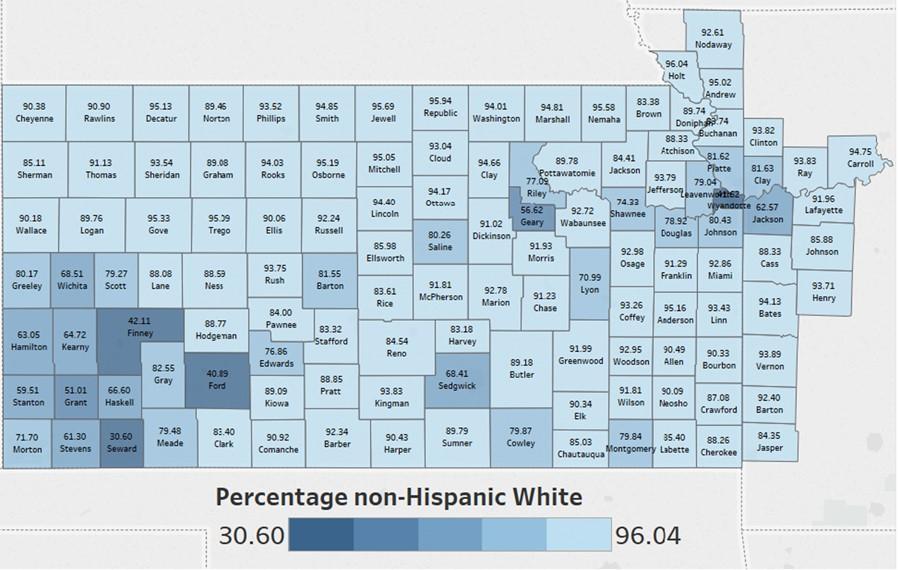 92.61
Nodaway
96.04
Holt
95.02
Andrew
90.38
Cheyenne
90.90
Rawlins
95.13
Decatur
89.46
Norton
93.52
Phillips
94.85
Smith
95.69
Jewell
95.94
Republic
94.01
Washington
94.81
Marshall
95.58
Nemaha
83.38
Brown
89.74
Doniphan
Buchanan
93.82
Clinton
85.11
Sherman
91.13
Thomas
93.54
Sheridan
89.08
Graham
94.03
Rooks
95.19
Osborne
95.05
Mitchell
93.04
Cloud
94.66
Clay
77.09
Riley
89.78
Pottawatomie
84.41
Jackson
88.33
Atchison
81.62
Platte
81.63
Clay
93.83
Ray
94.75
Carroll
90.18
Wallace
89.76
Logan
95.33
Gove
95.09
Trego
90.06
Ellis
92.24
Russell
94.40
Lincoln
94.17
Ottawa
91.02
Dickinson
56.62
Geary
92.72
Wabaunsee
74.33
Shawnee
93.79
Jefferson
79.04
Leavenworth
Wyandotte
62.57
Jackson
91.96
Lafayette
80.17
Greeley
68.51
Wichita
79.27
Scott
88.08
Lane
88.59
Ness
93.75
Rush
81.55
Barton
85.98
Ellsworth
80.26
Saline
91.93
Morris
70.99
Lyon
92.98
Osage
78.92
Douglas
80.43
Johnson
88.33
Cass
85.88
Johnson
83.61
Rice
91.81
McPherson
92.78
Marion
91.23
Chase
91.29
Franklin
92.86
Miami
93.71
Henry
63.05
Hamilton
64.72
Kearny
42.11
Finney
88.77
Hodgeman
84.00
Pawnee
83.32
Stafford
84.54
Reno
83.18
Harvey
93.26
Coffey
95.16
Anderson
93.43
Linn
94.13
Bates
76.86
Edwards
59.51
Stanton
51.01
Grant
66.60
Haskell
82.55
Gray
40.89
Ford
89.09
Kiowa
88.85
Pratt
93.83
Kingman
68.41
Sedgwick
89.18
Butler
91.99
Greenwood
92.95
Woodson
90.49
Allen
90.33
Bourbon
93.89
Vernon
90.34
Elk
91.81
Wilson
90.09
Neosho
87.08
Crawford
92.40
Barton
71.70
Morton
61.30
Stevens
30.60
Seward
79.48
Meade
83.40
Clark
90.92
Comanche
92.34
Barber
90.43
Harper
89.79
Sumner
79.87
Cowley
85.03
Chautauqua
79.84
Montgomery
85.40
Labette
88.26
Cherokee
84.35
Jasper
Percentage non-Hispanic White
30.60
96.04